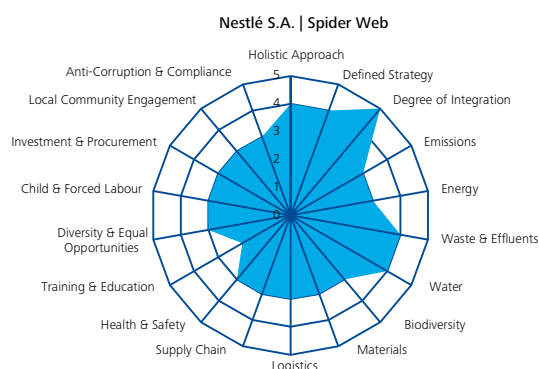 Nestlé S.A. | Spider Web
Holistic Approach
Anti-Corruption & Compliance
Defined Strategy
Local Community Engagement
Degree of Integration
Investment & Procurement
Emissions
Child & Forced Labour
Energy
Diversity & Equal
Opportunities
Waste & Effluents
Training & Education
Water
Health & Safety
Biodiversity
Supply Chain
Materials
Logistics
5
4
3
2
1
0